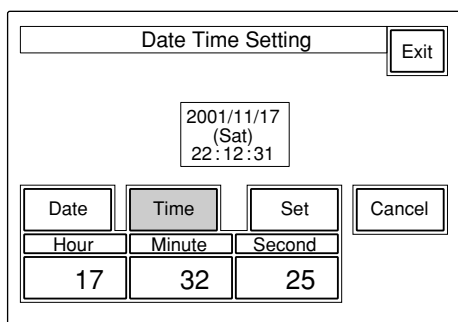 Date Time Setting
Exit
2001/11/17
(Sat)
22:12:31
Date Time Set Cancel
Hour Minute Second
17 32 25